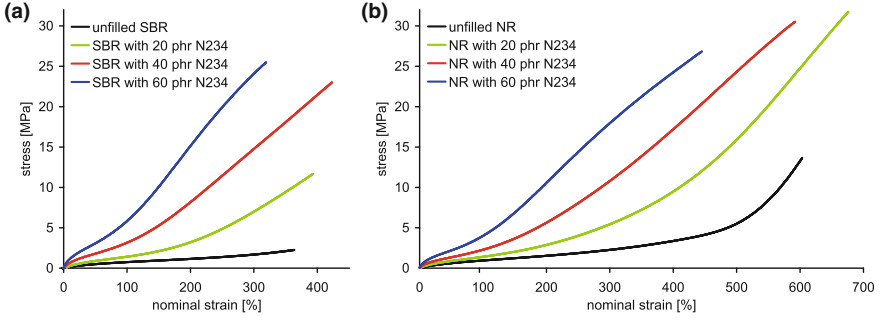 (a)
unfilled SBR
SBR with 20 phr N234
SBR with 40 phr N234
SBR with 60 phr N234
stress [MPa]
30
25
20
15
10
5
0
0 100 200 300 400
nominal strain [%]
(b)
unfilled NR
NR with 20 phr N234
NR with 40 phr N234
NR with 60 phr N234
stress [MPa]
30
25
20
15
10
5
0
0 100 200 300 400 500 600 700
nominal strain [%]